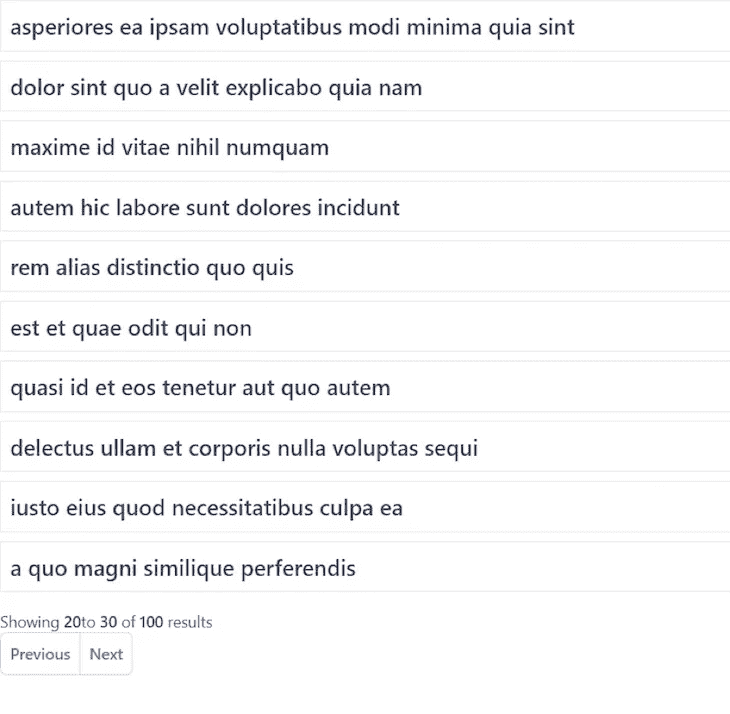 asperiores ea ipsam voluptatibus modi minima quia sint
dolor sint quo a velit explicabo quia nam
maxime id vitae nihil numquam
autem hic labore sunt dolores incidunt
rem alias distinctio quo quis
est et quae odit qui non
quasi id et eos tenetur aut quo autem
delectus ullam et corporis nulla voluptas sequi
iusto eius quod necessitatibus culpa ea
a quo magni similique perferendis
Showing 20to 30 of 100 results
Previous Next